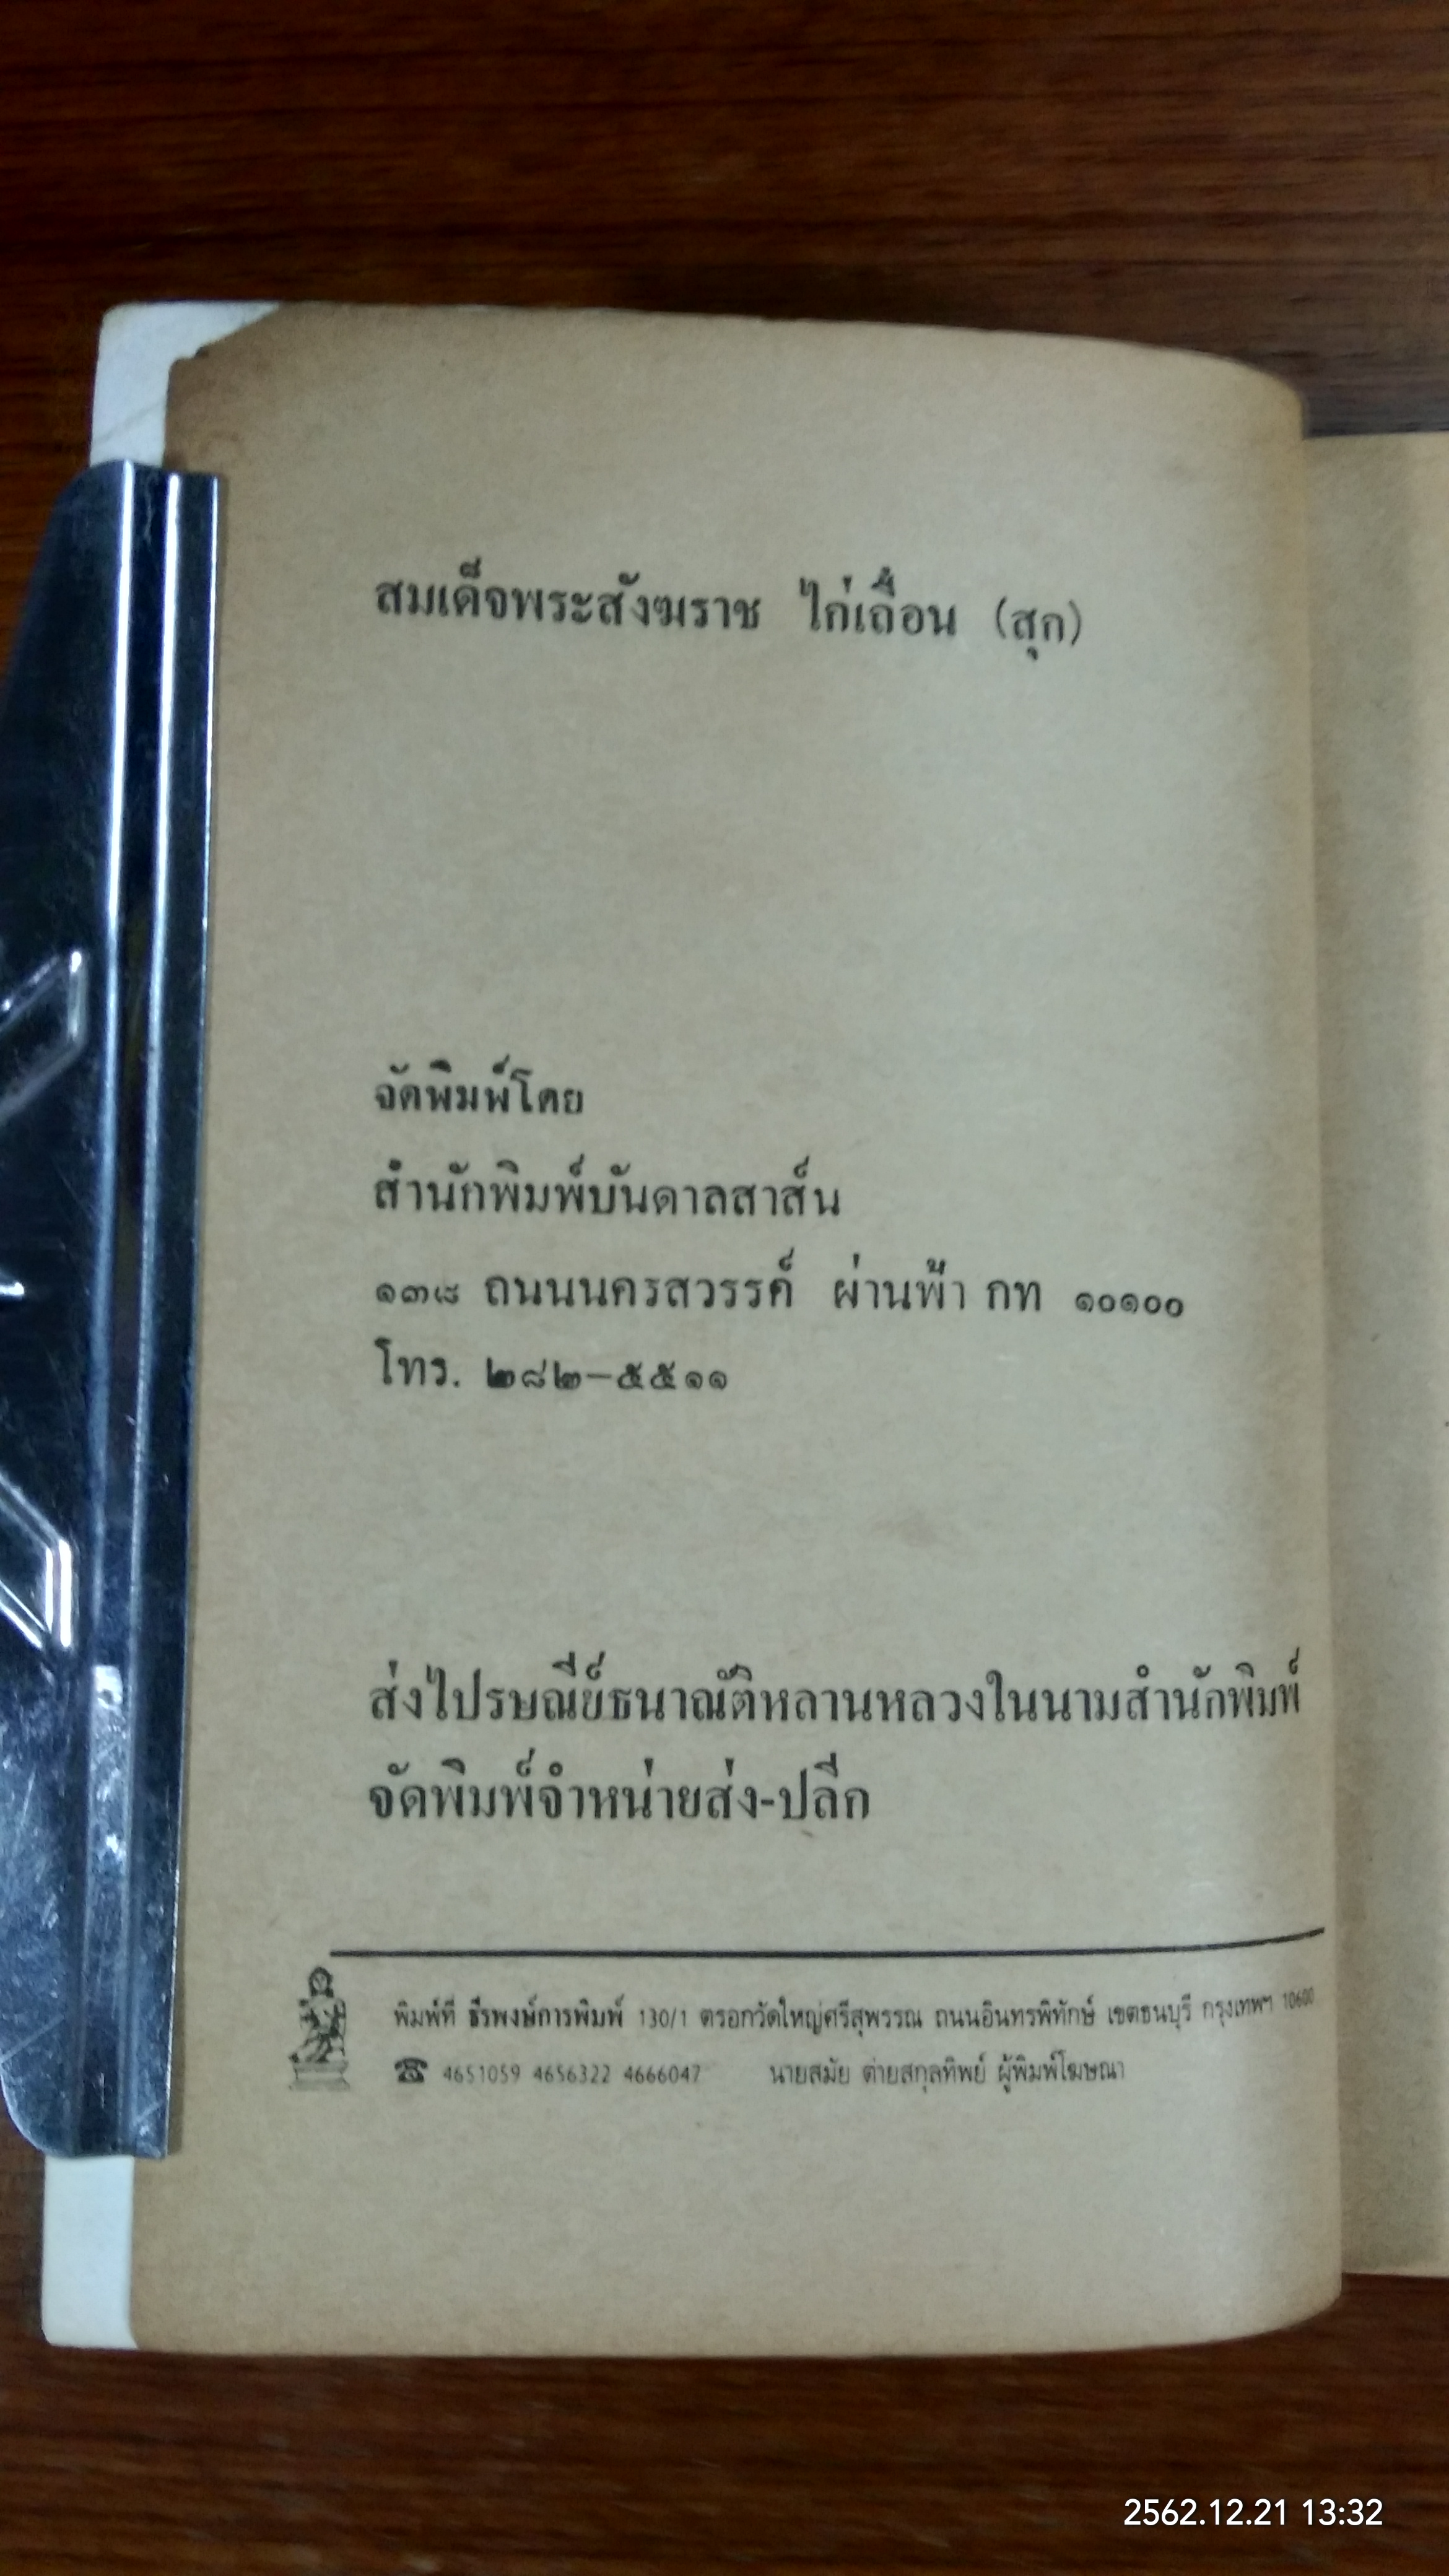 สมเด็จพระสังฆราช ไก่เถื่อน (สุก)
จัดพิมพ์โดย
สำนักพิมพ์บันดาลสาส์น
๑๓๘ ถนนนครสวรรค์ ผ่านฟ้า กท ๑๐๑๐๐
โทร. ๒๘๒-๕๕๑๑
ส่งไปรษณีย์ธนาณัติหลานหลวงในนามสำนักพิมพ์
จัดพิมพ์จำหน่ายส่ง-ปลีก
พิมพ์ที่ ธีรพงษ์การพิมพ์ 130/1 ตรอกวัดใหญ่ศรีสุพรรณ ถนนอินทรพิทักษ์ เขตธนบุรี กรุงเทพฯ 10600
☎ 4651059 4656322 4666047 นายสมัย ต่ายสกุลทิพย์ ผู้พิมพ์โฆษณา
2562.12.21 13:32